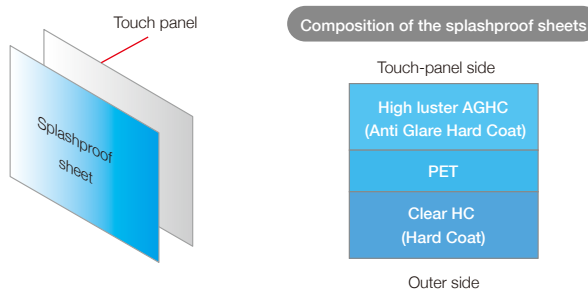 Touch panel
Splashproof
sheet
Composition of the splashproof sheets
Touch-panel side
High luster AGHC
(Anti Glare Hard Coat)
PET
Clear HC
(Hard Coat)
Outer side